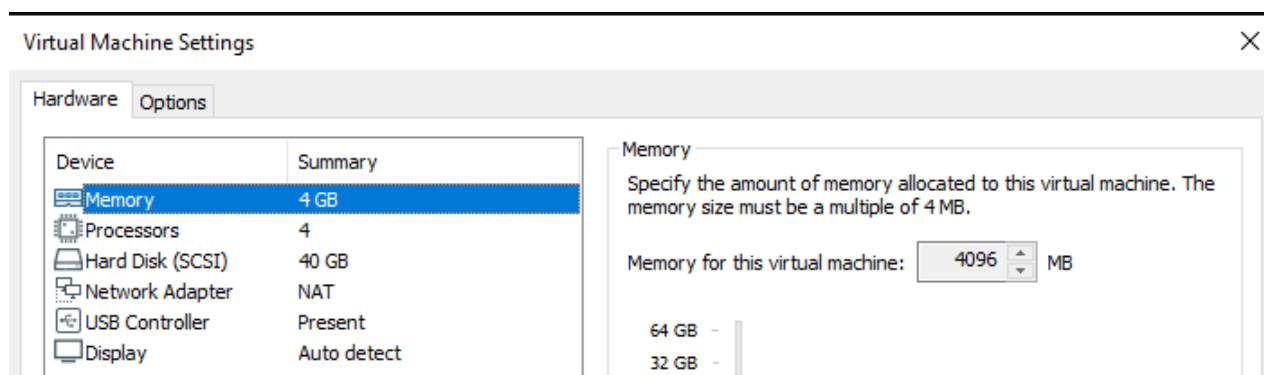 Virtual Machine Settings
Hardware Options
Device Summary
Memory 4 GB
Processors 4
Hard Disk (SCSI) 40 GB
Network Adapter NAT
USB Controller Present
Display Auto detect
Memory
Specify the amount of memory allocated to this virtual machine. The
memory size must be a multiple of 4 MB.
Memory for this virtual machine: 4096 MB
64 GB
32 GB